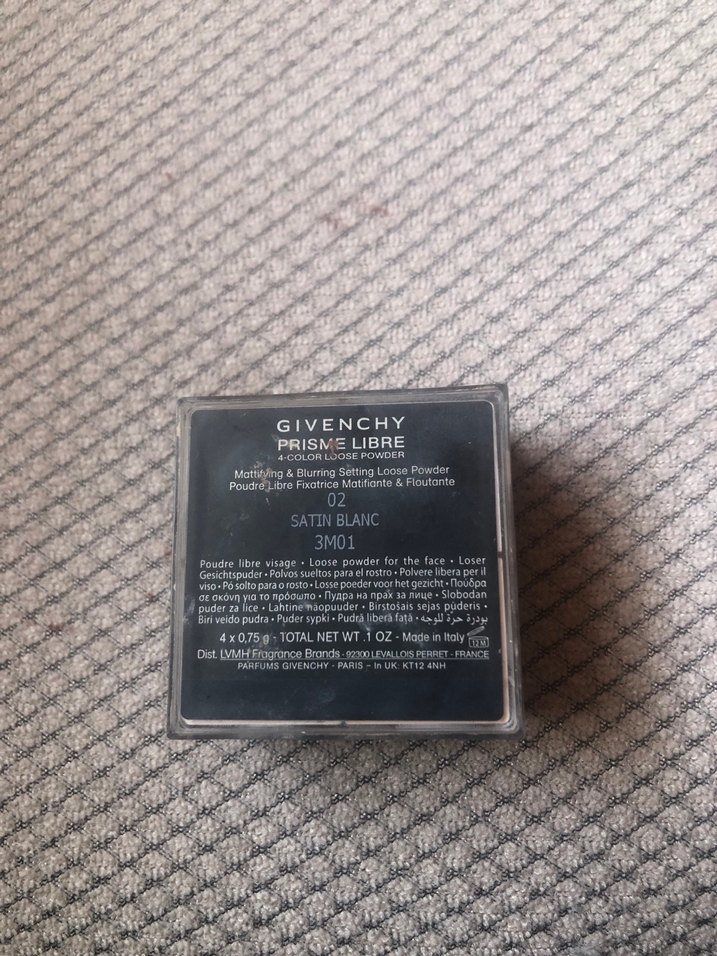 GIVENCHY
PRISME LIBRE
4-COLOR LOOSE POWDER
Mattifying & Blurring Setting Loose Powder
Poudre Libre Fixatrice Matifiante & Floutante
02
SATIN BLANC
3M01
Poudre libre visage • Loose powder for the face • Loser
Gesichtspuder • Polvos sueltos para el rostro • Polvere libera per il
viso • Pó solto para o rosto • Losse poeder voor het gezicht • Πούδρα
σε σκόνη για το πρόσωπο • Пудра на прах за лице • Slobodan
puder za lice • Lahtine näopuuder • Birstošais sejas pūderis •
Biri veido pudra • Puder sypki • Pudră liberă față • بودرة حرّة للوجه
4 x 0,75 g - TOTAL NET WT .1 OZ - Made in Italy 12 M
Dist. LVMH Fragrance Brands - 92300 LEVALLOIS PERRET - FRANCE
PARFUMS GIVENCHY - PARIS - In UK: KT12 4NH